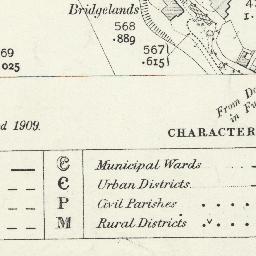 Bridgelands
568
.889
567
.615
69
025
From D
in Fu
d 1909.
CHARACTER
C Municipal Wards
C Urban Districts
P Civil Parishes
M Rural Districts